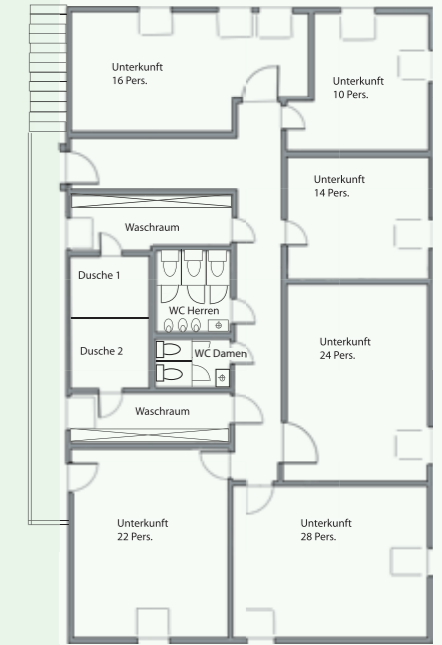 Unterkunft
16 Pers.
Unterkunft
10 Pers.
Unterkunft
14 Pers.
Waschraum
Dusche 1
WC Herren
Unterkunft
24 Pers.
Dusche 2
WC Damen
Waschraum
Unterkunft
22 Pers.
Unterkunft
28 Pers.